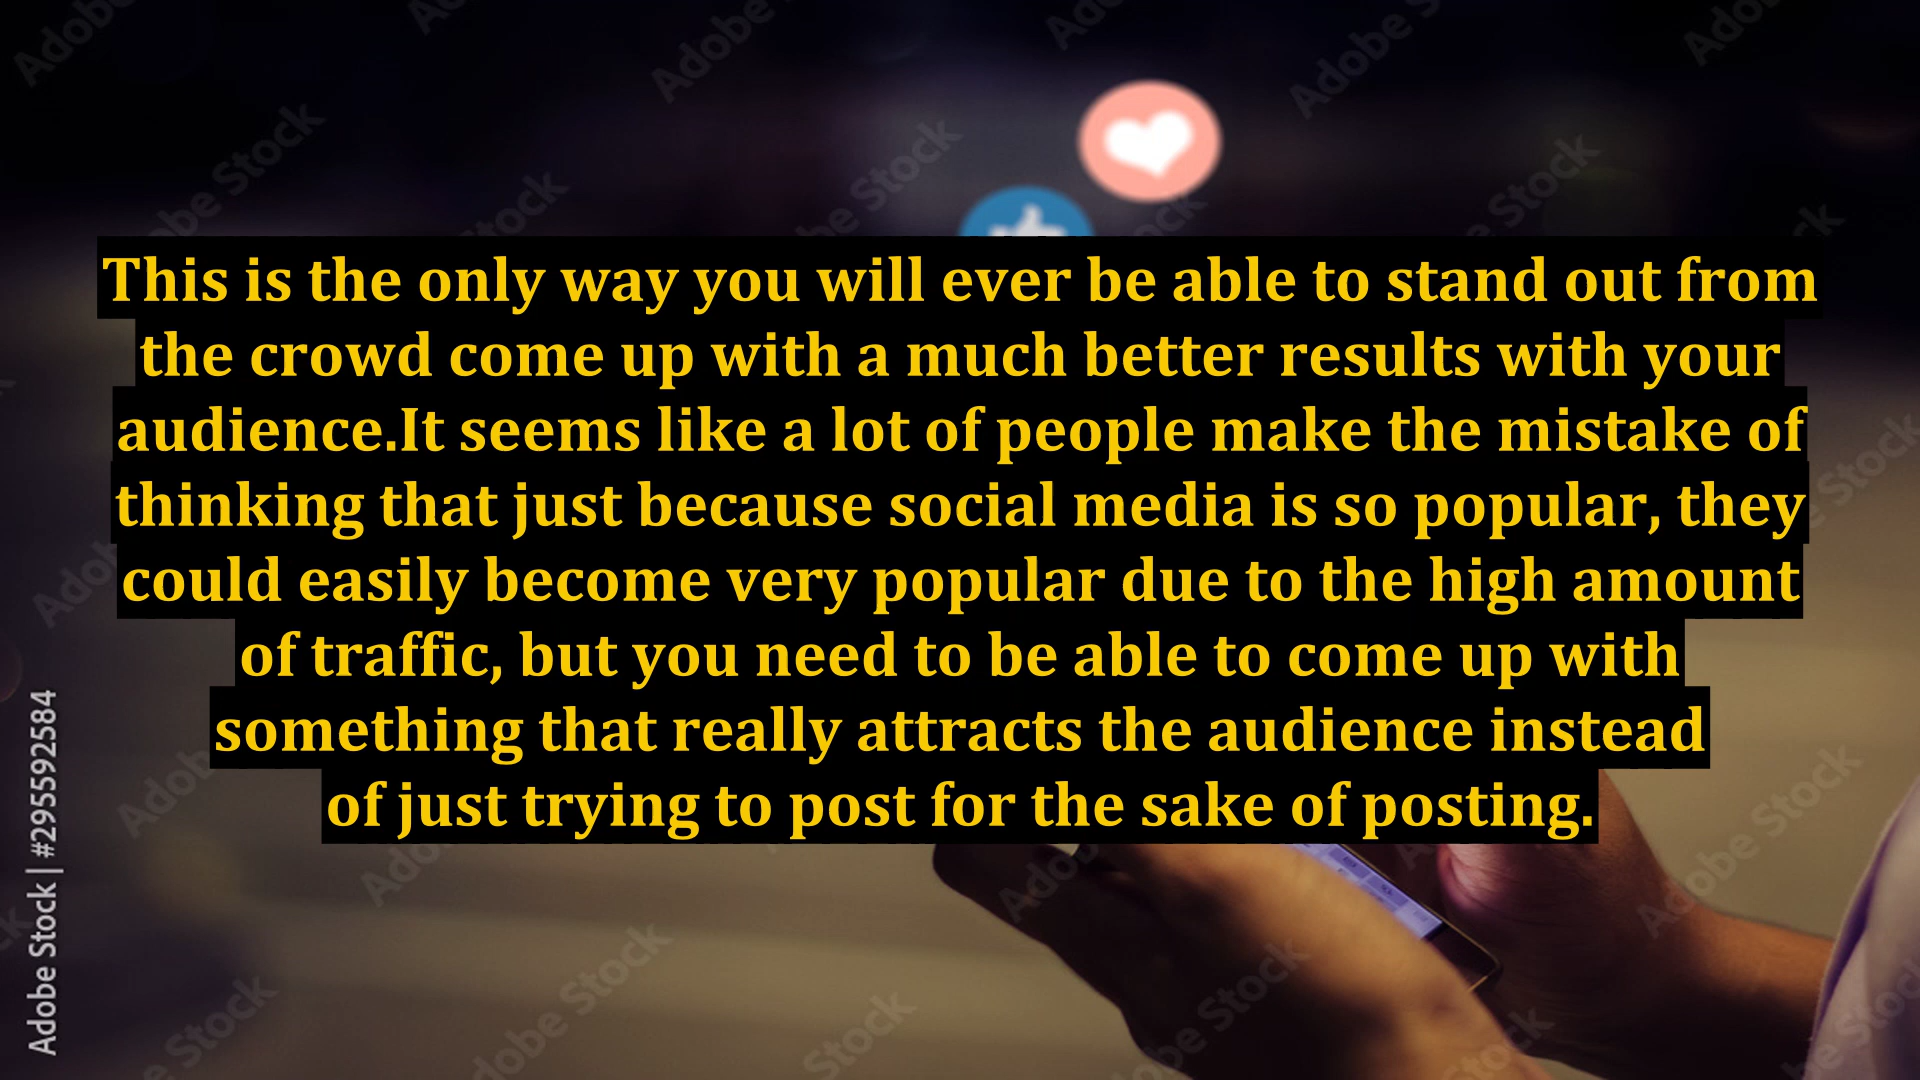 This is the only way you will ever be able to stand out from
the crowd come up with a much better results with your
audience.It seems like a lot of people make the mistake of
thinking that just because social media is so popular, they
could easily become very popular due to the high amount
of traffic, but you need to be able to come up with
something that really attracts the audience instead
of just trying to post for the sake of posting.
Adobe Stock | #295592584
Adobe Stock